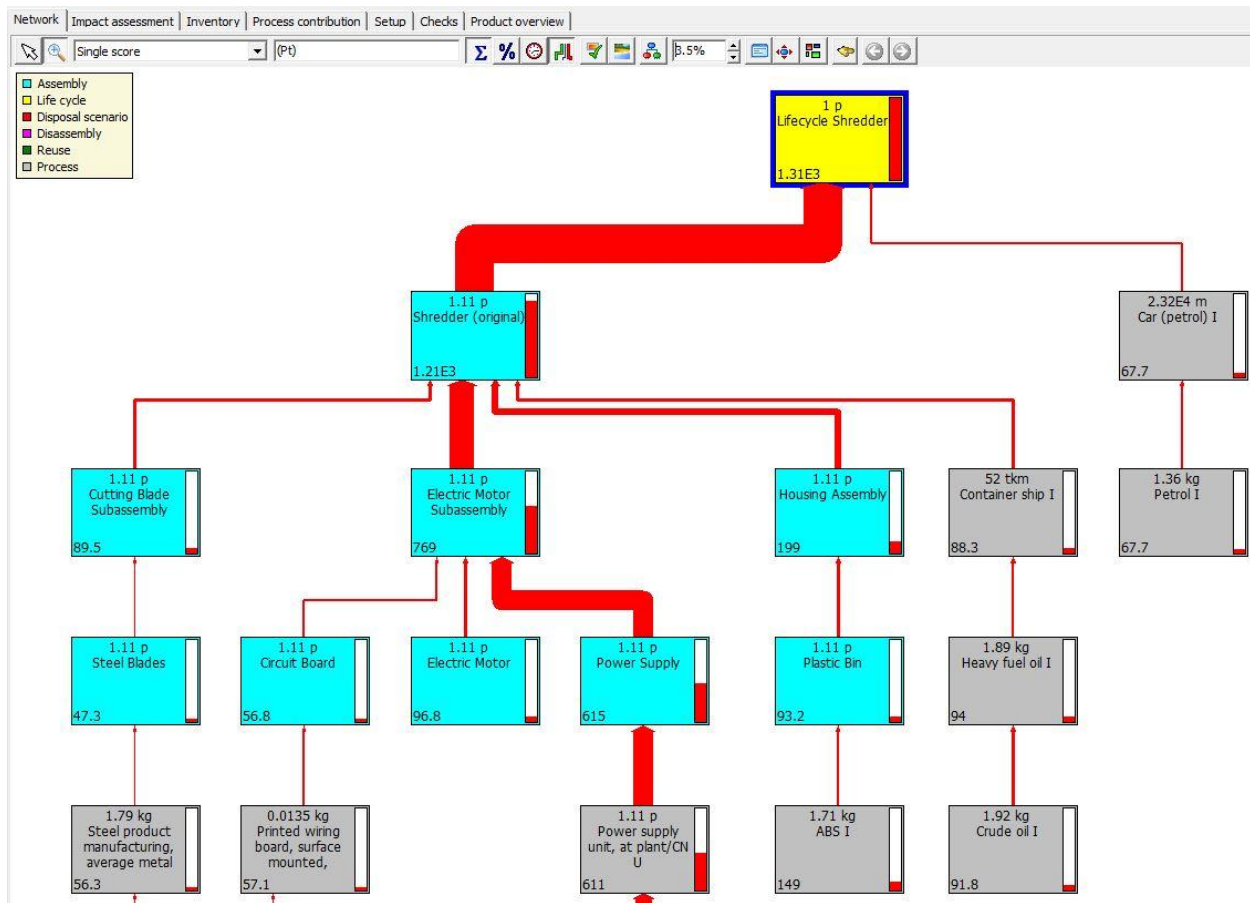 Network
Impact assessment
Inventory
Process contribution
Setup
Checks
Product overview
Single score
(Pt)
Σ
%
3.5%
Assembly
Life cycle
Disposal scenario
Disassembly
Reuse
Process
1 p
Lifecycle Shredder
1.31E3
1.11 p
Shredder (original)
1.21E3
2.32E4 m
Car (petrol) I
67.7
1.11 p
Cutting Blade
Subassembly
89.5
1.11 p
Electric Motor
Subassembly
769
1.11 p
Housing Assembly
199
52 tkm
Container ship I
88.3
1.36 kg
Petrol I
67.7
1.11 p
Steel Blades
47.3
1.11 p
Circuit Board
56.8
1.11 p
Electric Motor
96.8
1.11 p
Power Supply
615
1.11 p
Plastic Bin
93.2
1.89 kg
Heavy fuel oil I
94
1.79 kg
Steel product
manufacturing,
average metal
56.3
0.0135 kg
Printed wiring
board, surface
mounted,
57.1
1.11 p
Power supply
unit, at plant/CN
U
611
1.71 kg
ABS I
149
1.92 kg
Crude oil I
91.8